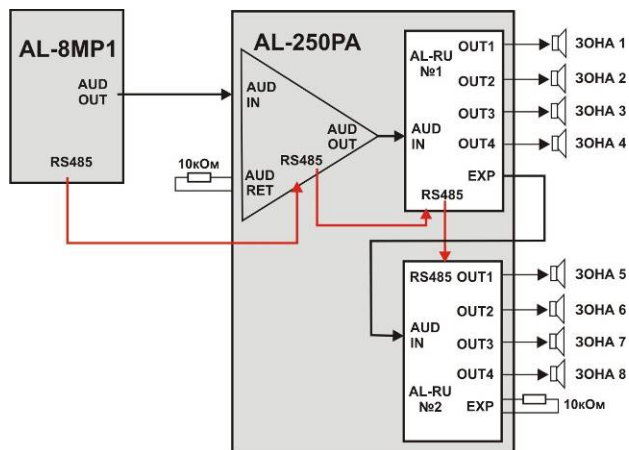 AL-8MP1
AUD
OUT
RS485
AL-250PA
AUD
IN
AUD
OUT
RS485
10кОм
AUD
RET
AL-RU
№1
AUD
IN
OUT1
OUT2
OUT3
OUT4
EXP
RS485
ЗОНА 1
ЗОНА 2
ЗОНА 3
ЗОНА 4
RS485
OUT1
OUT2
AUD
IN
OUT3
OUT4
AL-RU
№2
EXP
ЗОНА 5
ЗОНА 6
ЗОНА 7
ЗОНА 8
10кОм